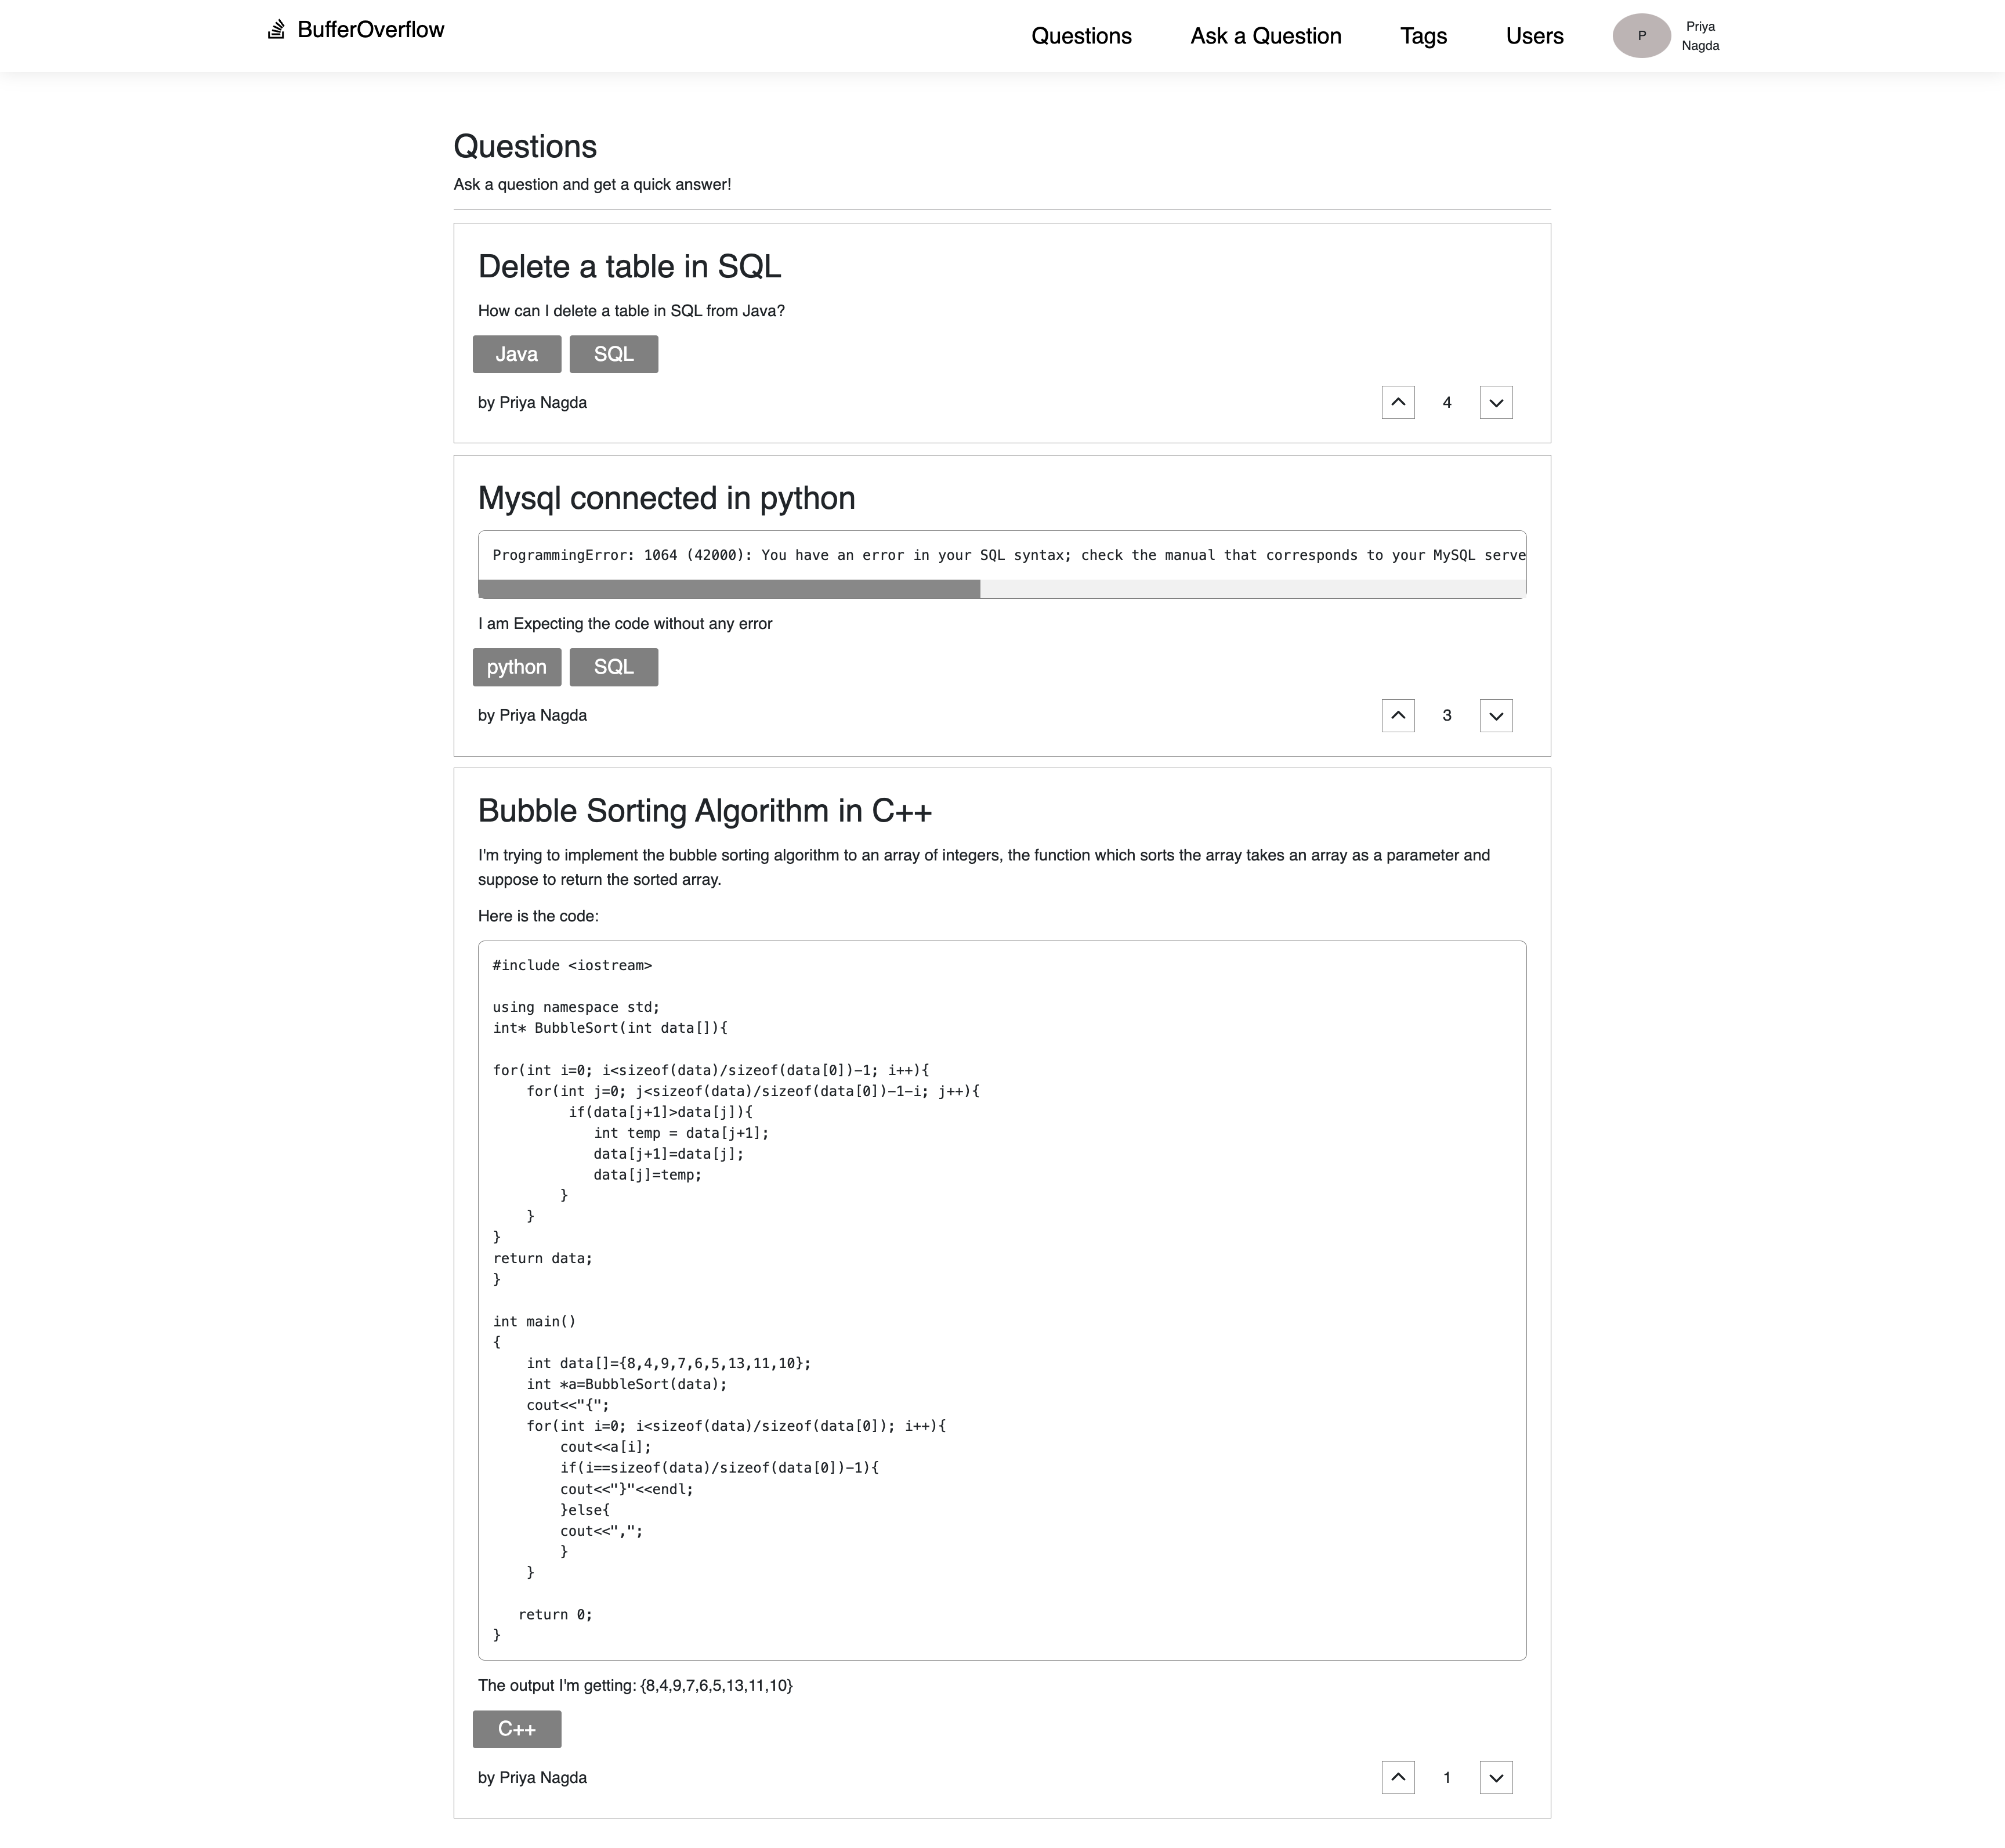 BufferOverflow
Questions
Ask a Question
Tags
Users
P
Priya
Nagda
Questions
Ask a question and get a quick answer!
Delete a table in SQL
How can I delete a table in SQL from Java?
Java SQL
by Priya Nagda
4
Mysql connected in python
ProgrammingError: 1064 (42000): You have an error in your SQL syntax; check the manual that corresponds to your MySQL serve
I am Expecting the code without any error
python SQL
by Priya Nagda
3
Bubble Sorting Algorithm in C++
I'm trying to implement the bubble sorting algorithm to an array of integers, the function which sorts the array takes an array as a parameter and
suppose to return the sorted array.
Here is the code:
#include <iostream>
using namespace std;
int* BubbleSort(int data[]){
for(int i=0; i<sizeof(data)/sizeof(data[0])-1; i++){
    for(int j=0; j<sizeof(data)/sizeof(data[0])-1-i; j++){
         if(data[j+1]>data[j]){
            int temp = data[j+1];
            data[j+1]=data[j];
            data[j]=temp;
        }
    }
}
return data;
}
int main()
{
    int data[]={8,4,9,7,6,5,13,11,10};
    int *a=BubbleSort(data);
    cout<<"{";
    for(int i=0; i<sizeof(data)/sizeof(data[0]); i++){
        cout<<a[i];
        if(i==sizeof(data)/sizeof(data[0])-1){
        cout<<"}"<<endl;
        }else{
        cout<<",";
        }
    }
   return 0;
}
The output I'm getting: {8,4,9,7,6,5,13,11,10}
C++
by Priya Nagda
1